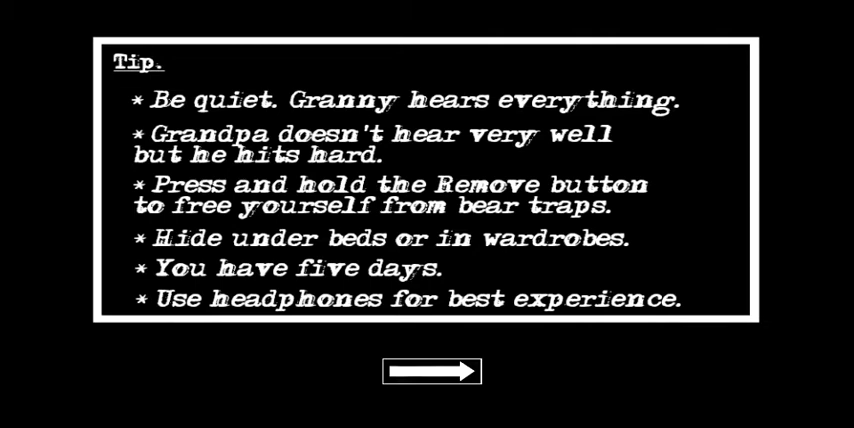 Tip.
* Be quiet. Granny hears everything.
* Grandpa doesn't hear very well
but he hits hard.
* Press and hold the Remove button
to free yourself from bear traps.
* Hide under beds or in wardrobes.
* You have five days.
* Use headphones for best experience.